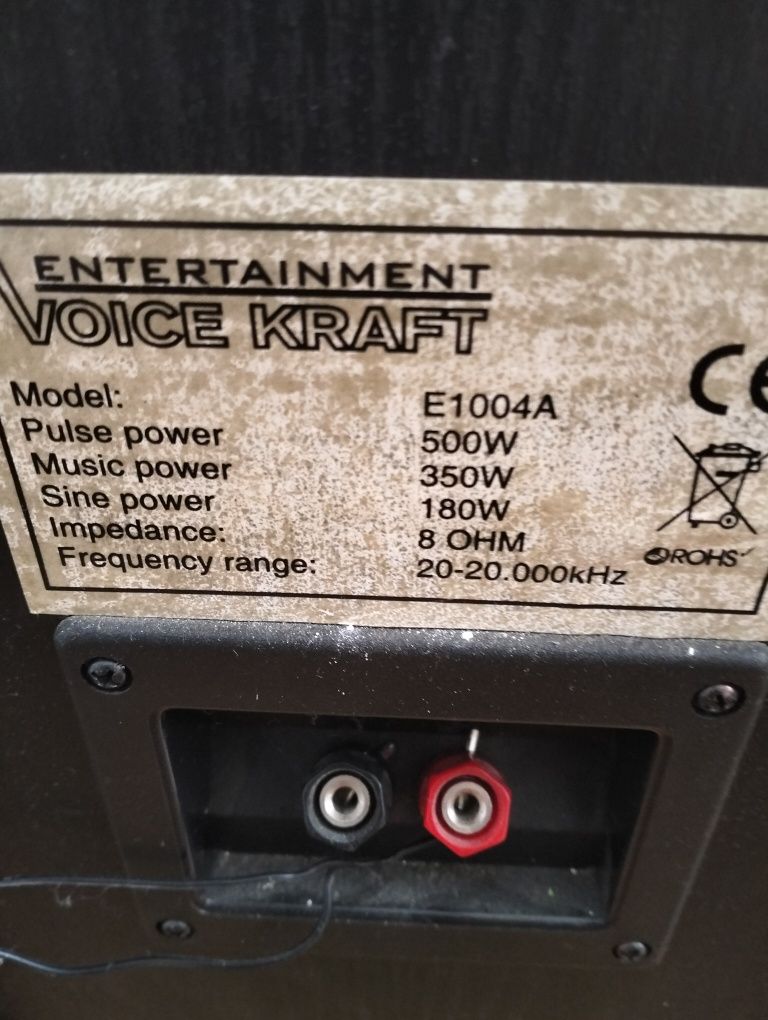 ENTERTAINMENT
VOICE KRAFT
CE
Model: E1004A
Pulse power 500W
Music power 350W
Sine power 180W
Impedance: 8 OHM
Frequency range: 20-20.000kHz
ROHS